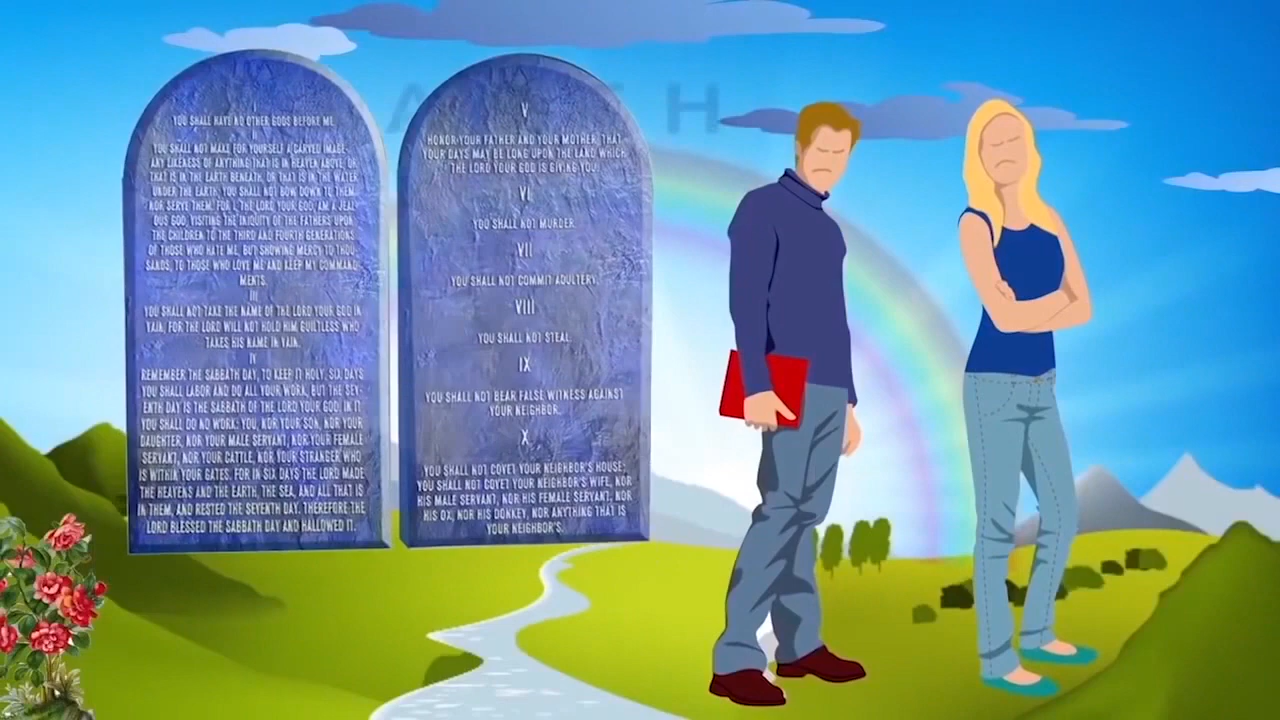 I
YOU SHALL HAVE NO OTHER GODS BEFORE ME.
II
YOU SHALL NOT MAKE FOR YOURSELF A CARVED IMAGE-
ANY LIKENESS OF ANYTHING THAT IS IN HEAVEN ABOVE, OR
THAT IS IN THE EARTH BENEATH, OR THAT IS IN THE WATER
UNDER THE EARTH; YOU SHALL NOT BOW DOWN TO THEM
NOR SERVE THEM. FOR I, THE LORD YOUR GOD, AM A JEAL-
OUS GOD, VISITING THE INIQUITY OF THE FATHERS UPON
THE CHILDREN TO THE THIRD AND FOURTH GENERATIONS
OF THOSE WHO HATE ME, BUT SHOWING MERCY TO THOU-
SANDS, TO THOSE WHO LOVE ME AND KEEP MY COMMAND
MENTS.
III
YOU SHALL NOT TAKE THE NAME OF THE LORD YOUR GOD IN
VAIN, FOR THE LORD WILL NOT HOLD HIM GUILTLESS WHO
TAKES HIS NAME IN VAIN.
IV
REMEMBER THE SABBATH DAY, TO KEEP IT HOLY, SIX DAYS
YOU SHALL LABOR AND DO ALL YOUR WORK, BUT THE SEV-
ENTH DAY IS THE SABBATH OF THE LORD YOUR GOD. IN IT
YOU SHALL DO NO WORK: YOU, NOR YOUR SON, NOR YOUR
DAUGHTER, NOR YOUR MALE SERVANT, NOR YOUR FEMALE
SERVANT, NOR YOUR CATTLE, NOR YOUR STRANGER WHO
IS WITHIN YOUR GATES. FOR IN SIX DAYS THE LORD MADE
THE HEAVENS AND THE EARTH, THE SEA, AND ALL THAT IS
IN THEM, AND RESTED THE SEVENTH DAY. THEREFORE THE
LORD BLESSED THE SABBATH DAY AND HALLOWED IT.
V
HONOR YOUR FATHER AND YOUR MOTHER, THAT
YOUR DAYS MAY BE LONG UPON THE LAND WHICH
THE LORD YOUR GOD IS GIVING YOU.
VI
YOU SHALL NOT MURDER.
VII
YOU SHALL NOT COMMIT ADULTERY.
VIII
YOU SHALL NOT STEAL.
IX
YOU SHALL NOT BEAR FALSE WITNESS AGAINST
YOUR NEIGHBOR.
X
YOU SHALL NOT COVET YOUR NEIGHBOR'S HOUSE;
YOU SHALL NOT COVET YOUR NEIGHBOR'S WIFE, NOR
HIS MALE SERVANT, NOR HIS FEMALE SERVANT, NOR
HIS OX, NOR HIS DONKEY, NOR ANYTHING THAT IS
YOUR NEIGHBOR'S.